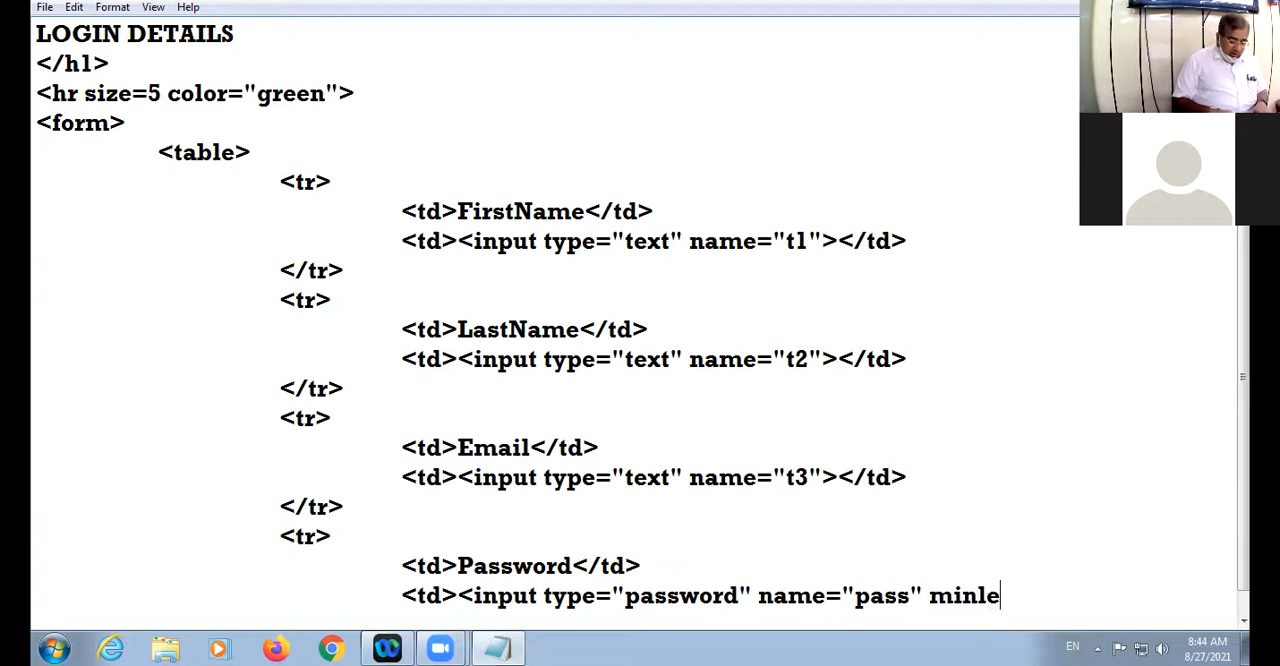 File Edit Format View Help
LOGIN DETAILS
</h1>
<hr size=5 color="green">
<form>
<table>
<tr>
<td>FirstName</td>
<td><input type="text" name="t1"></td>
</tr>
<tr>
<td>LastName</td>
<td><input type="text" name="t2"></td>
</tr>
<tr>
<td>Email</td>
<td><input type="text" name="t3"></td>
</tr>
<tr>
<td>Password</td>
<td><input type="password" name="pass" minle
EN
8:44 AM
8/27/2021